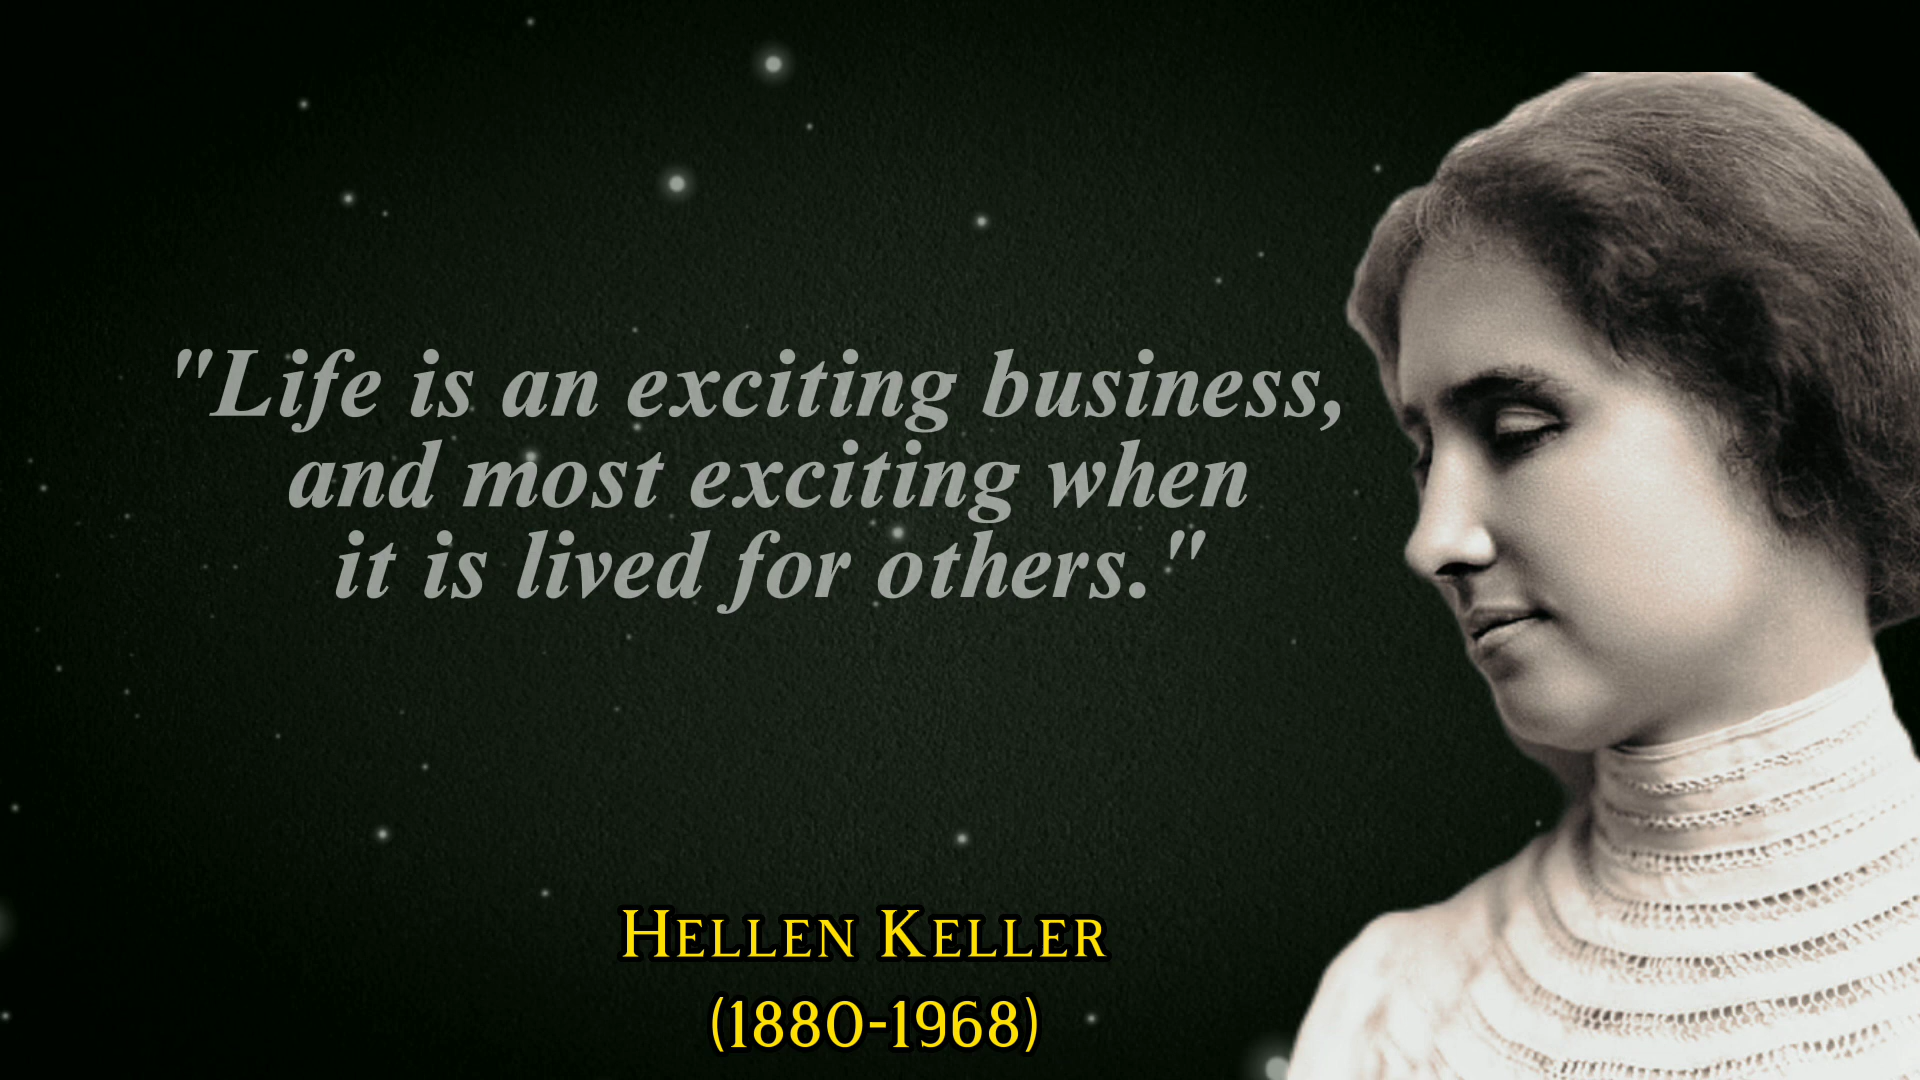 "Life is an exciting business,
and most exciting when
it is lived for others."
Hellen Keller
(1880-1968)